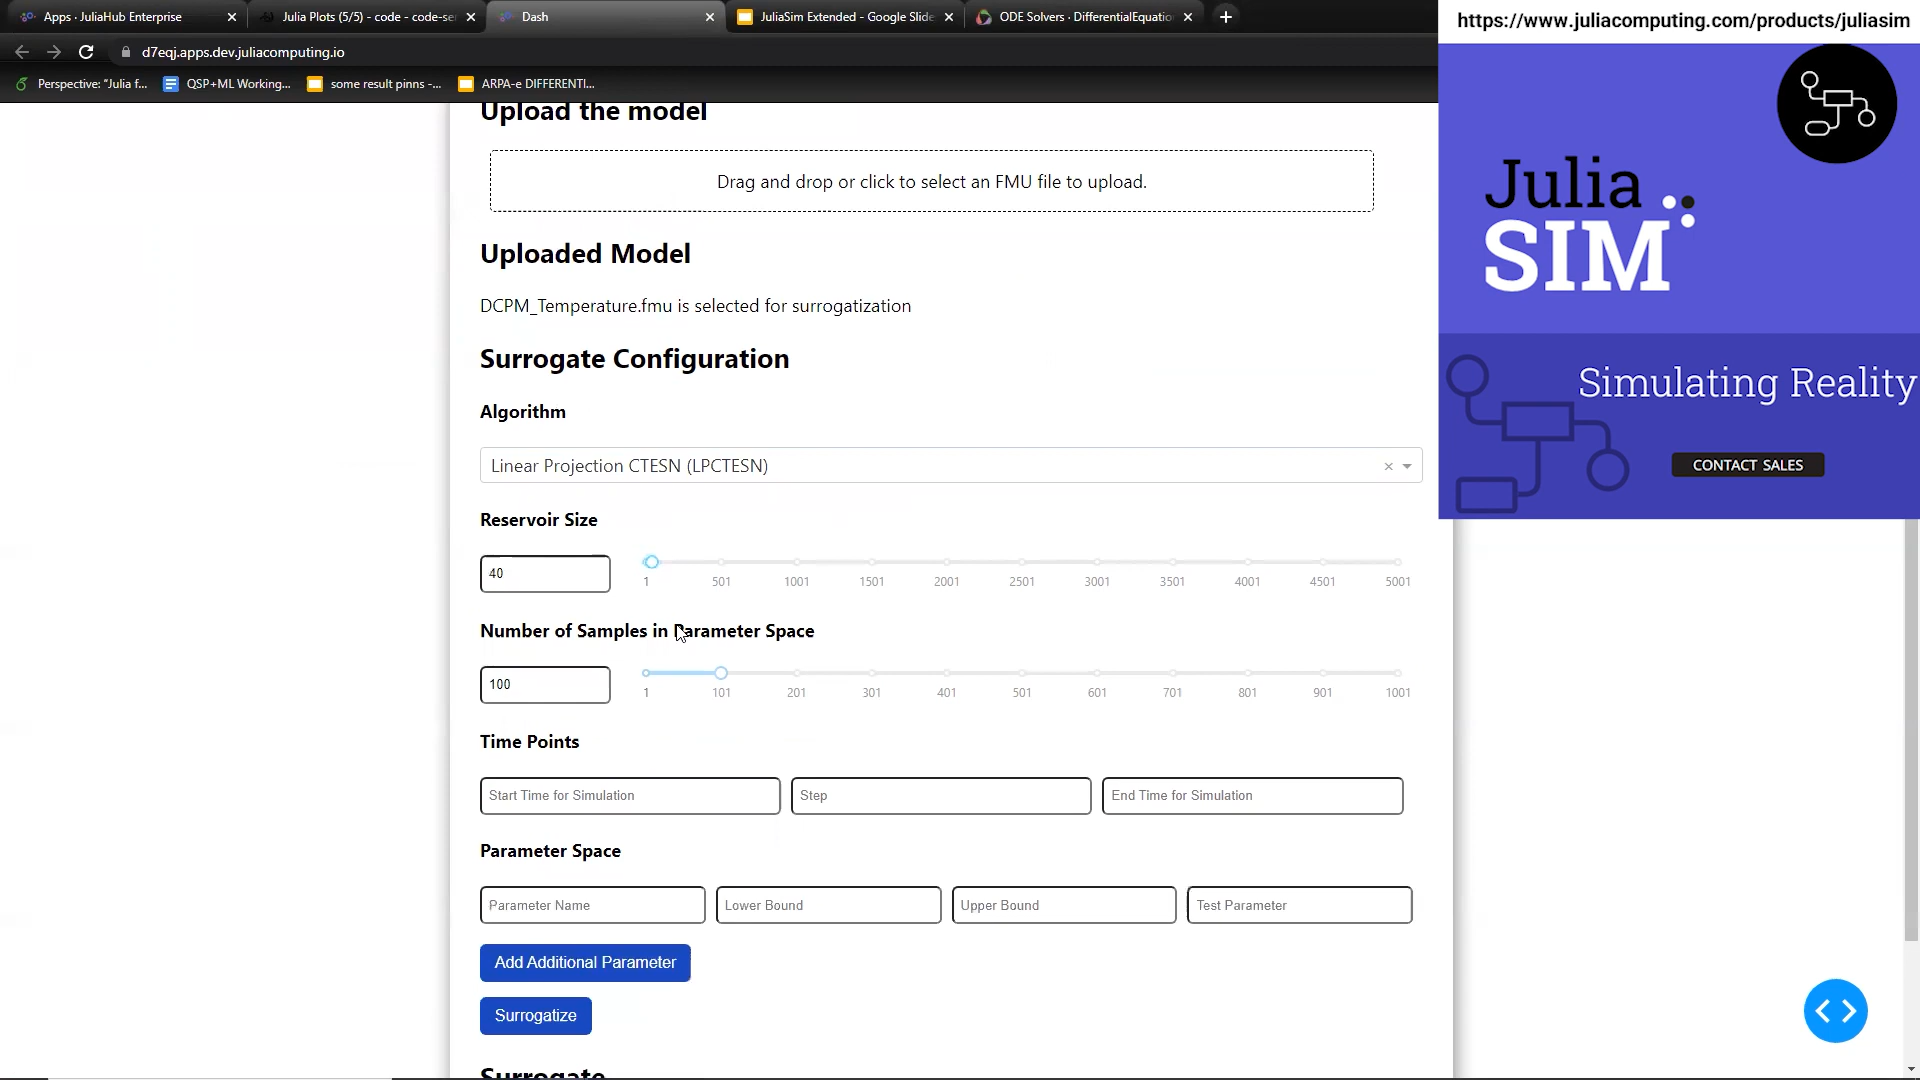 Apps · JuliaHub Enterprise
Julia Plots (5/5) - code - code-ser
Dash
JuliaSim Extended - Google Slide
ODE Solvers · DifferentialEquatio
https://www.juliacomputing.com/products/juliasim
d7eqj.apps.dev.juliacomputing.io
Perspective: "Julia f...
QSP+ML Working...
some result pinns -...
ARPA-e DIFFERENTI...
Julia
SIM
Simulating Reality
CONTACT SALES
Upload the model
Drag and drop or click to select an FMU file to upload.
Uploaded Model
DCPM_Temperature.fmu is selected for surrogatization
Surrogate Configuration
Algorithm
Linear Projection CTESN (LPCTESN)
Reservoir Size
40
1 501 1001 1501 2001 2501 3001 3501 4001 4501 5001
Number of Samples in Parameter Space
100
1 101 201 301 401 501 601 701 801 901 1001
Time Points
Start Time for Simulation
Step
End Time for Simulation
Parameter Space
Parameter Name
Lower Bound
Upper Bound
Test Parameter
Add Additional Parameter
Surrogatize
Surrogate